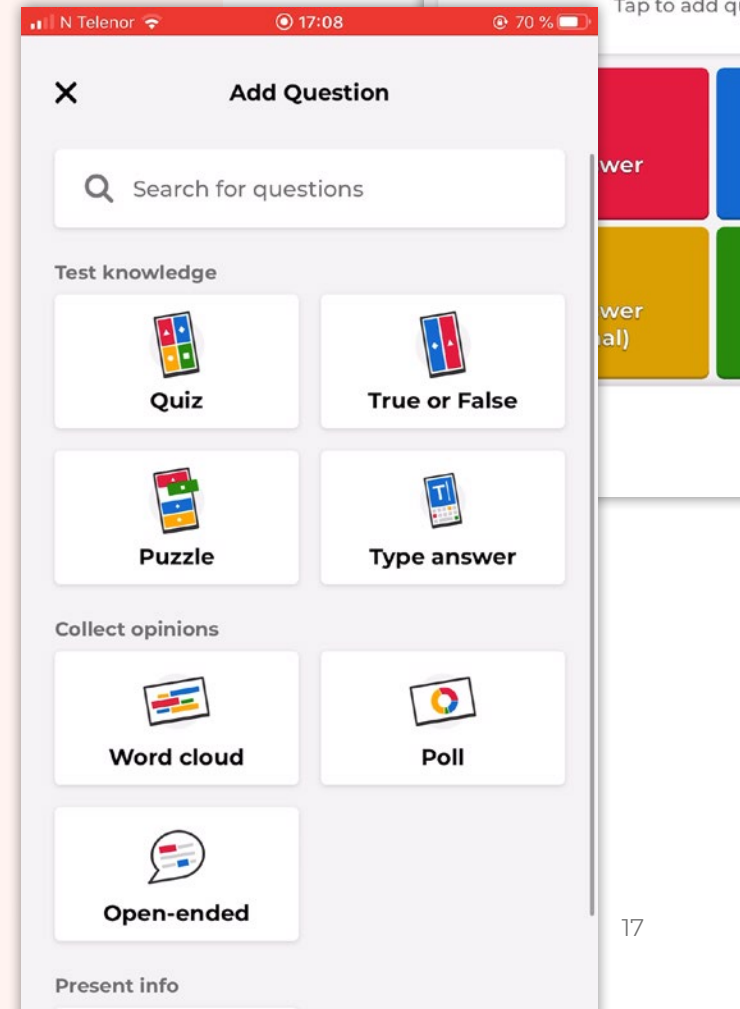 N Telenor 17:08 70 %
Add Question
Search for questions
Test knowledge
Quiz
True or False
Puzzle
Type answer
Collect opinions
Word cloud
Poll
Open-ended
Present info
Tap to add
17